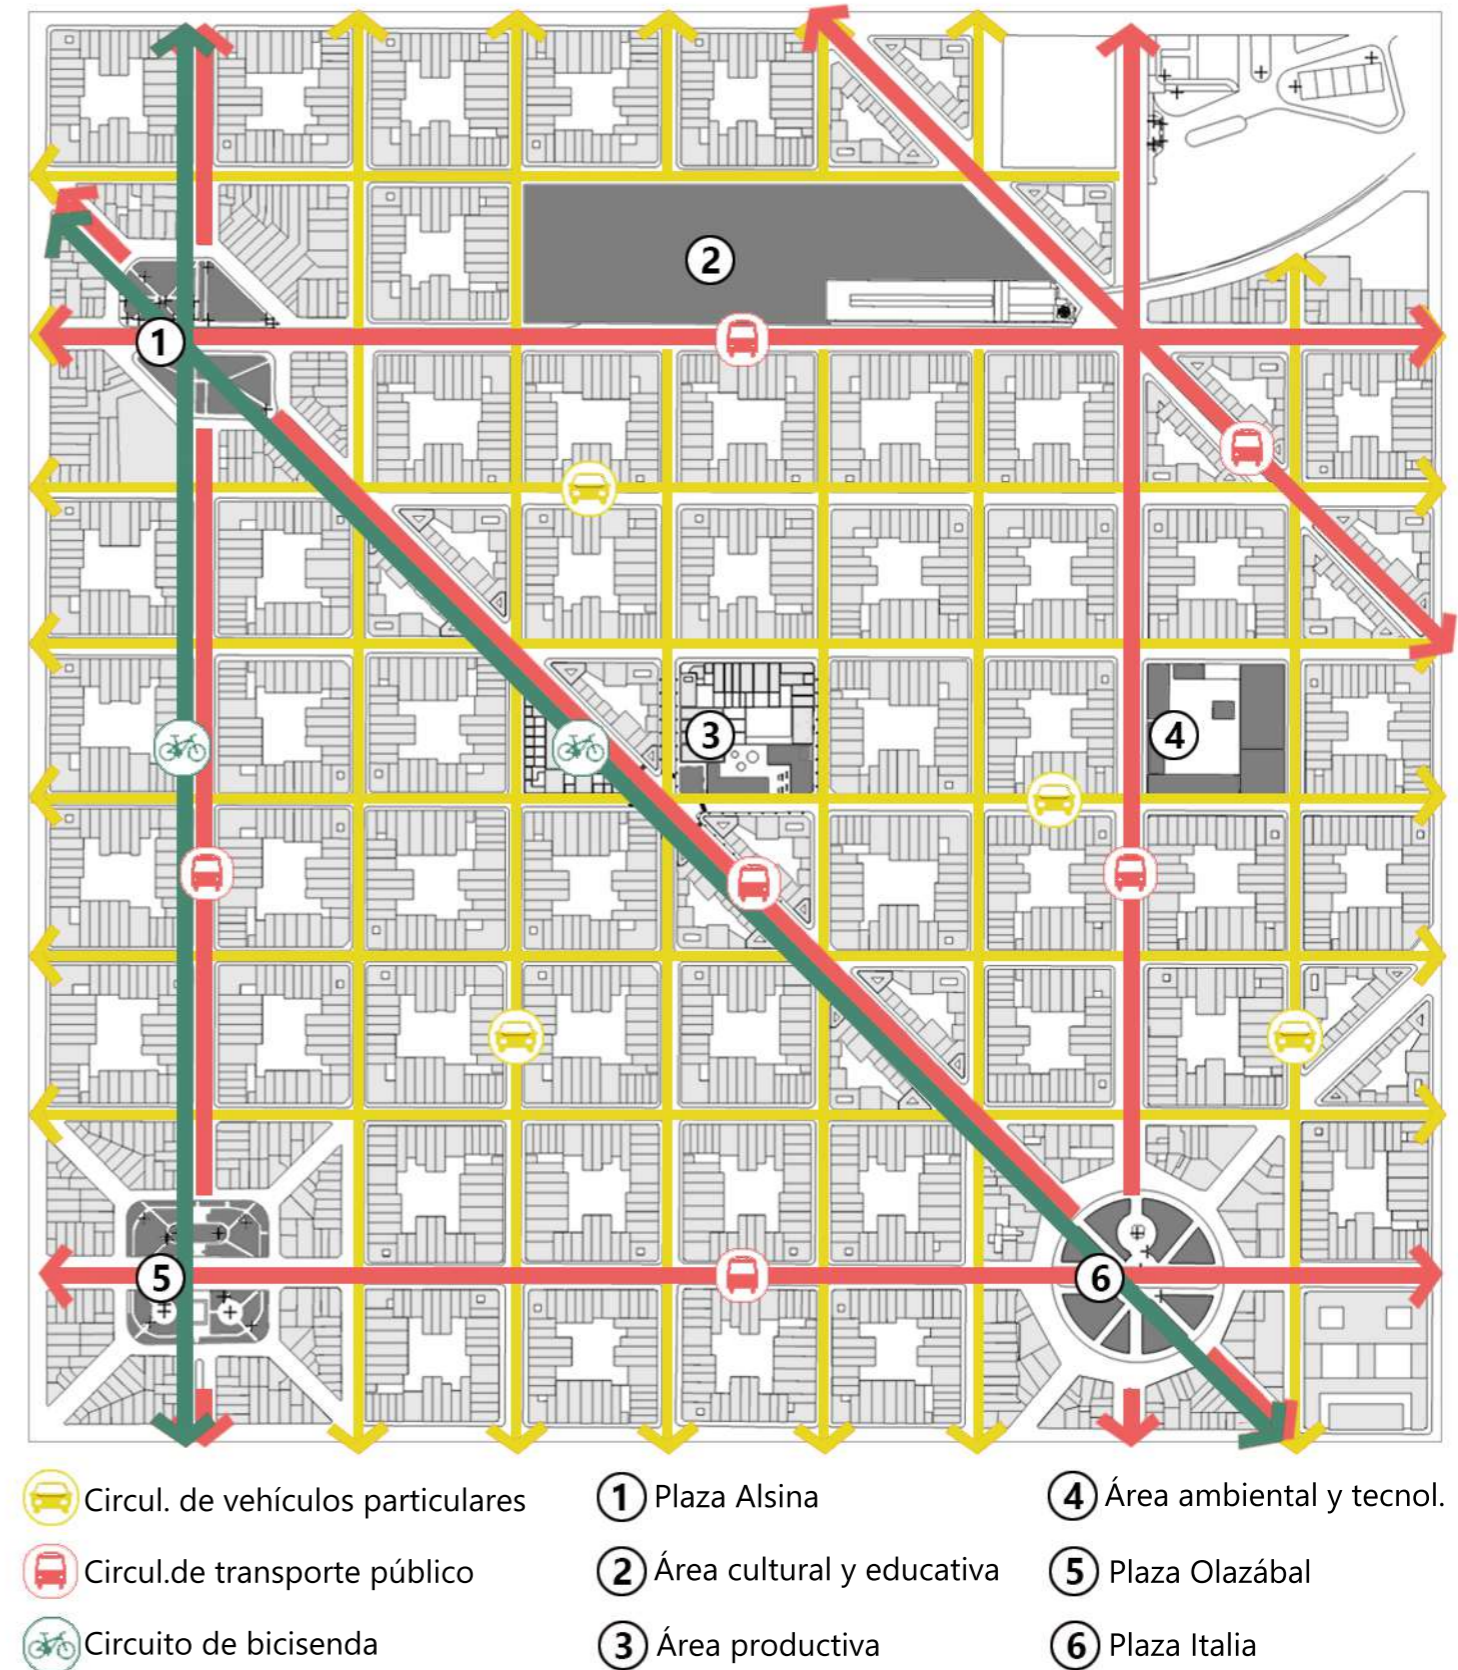 2
1
3
4
5
6
Circul. de vehículos particulares
1 Plaza Alsina
4 Área ambiental y tecnol.
Circul.de transporte público
2 Área cultural y educativa
5 Plaza Olazábal
Circuito de bicisenda
3 Área productiva
6 Plaza Italia